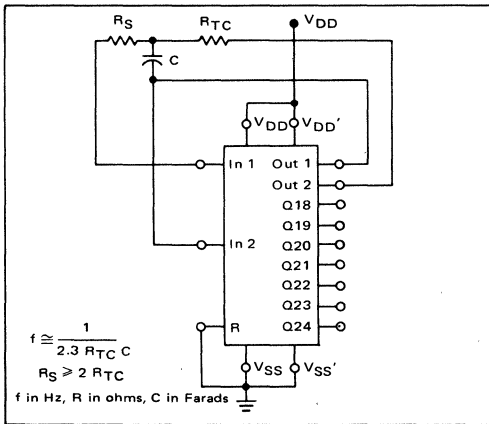 RS RTC VDD
C
VDD VDD'
In 1 Out 1
Out 2
Q18
Q19
In 2 Q20
Q21
Q22
Q23
R Q24
VSS VSS'
f ≅ 1 / 2.3 RTC C
RS ⩾ 2 RTC
f in Hz, R in ohms, C in Farads